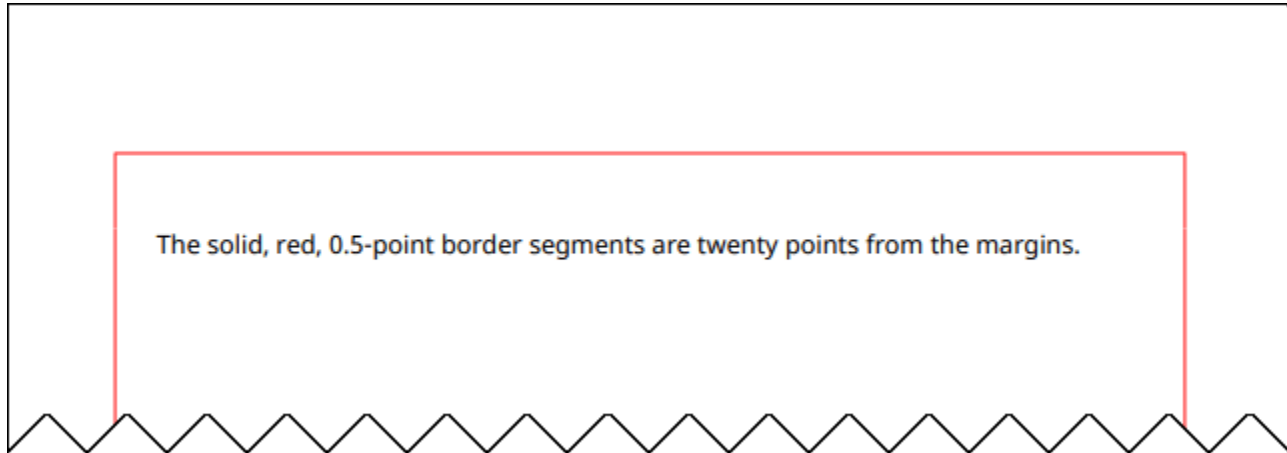 The solid, red, 0.5-point border segments are twenty points from the margins.